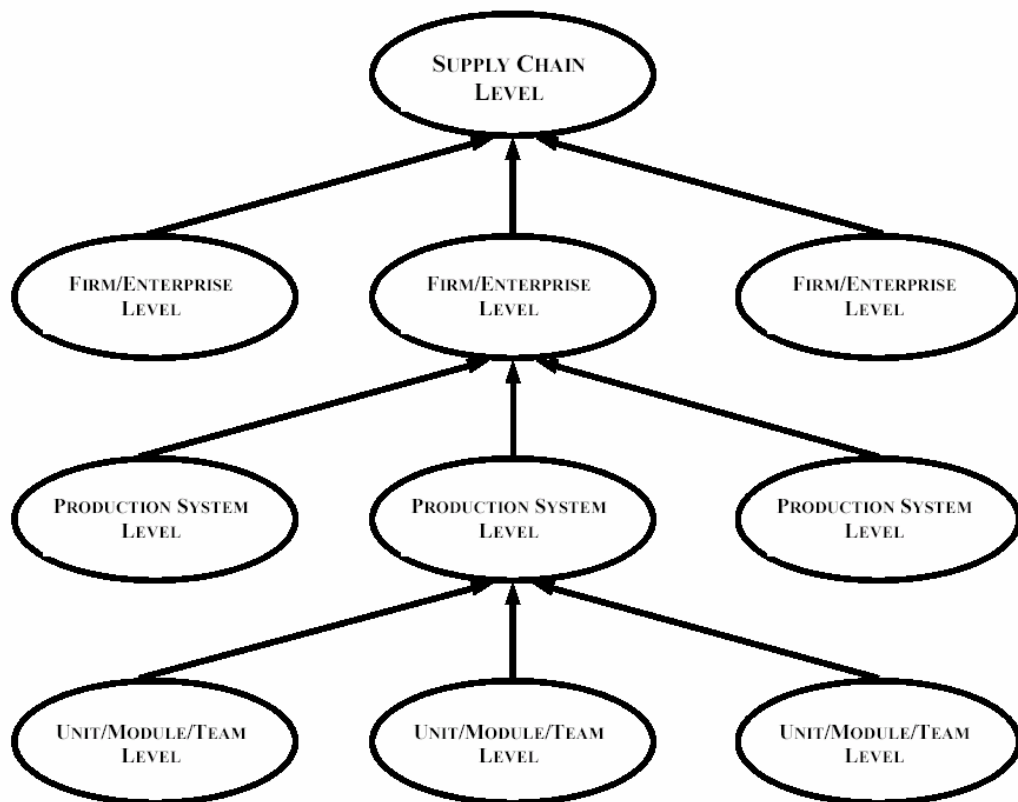 SUPPLY CHAIN
LEVEL
FIRM/ENTERPRISE
LEVEL
FIRM/ENTERPRISE
LEVEL
FIRM/ENTERPRISE
LEVEL
PRODUCTION SYSTEM
LEVEL
PRODUCTION SYSTEM
LEVEL
PRODUCTION SYSTEM
LEVEL
UNIT/MODULE/TEAM
LEVEL
UNIT/MODULE/TEAM
LEVEL
UNIT/MODULE/TEAM
LEVEL